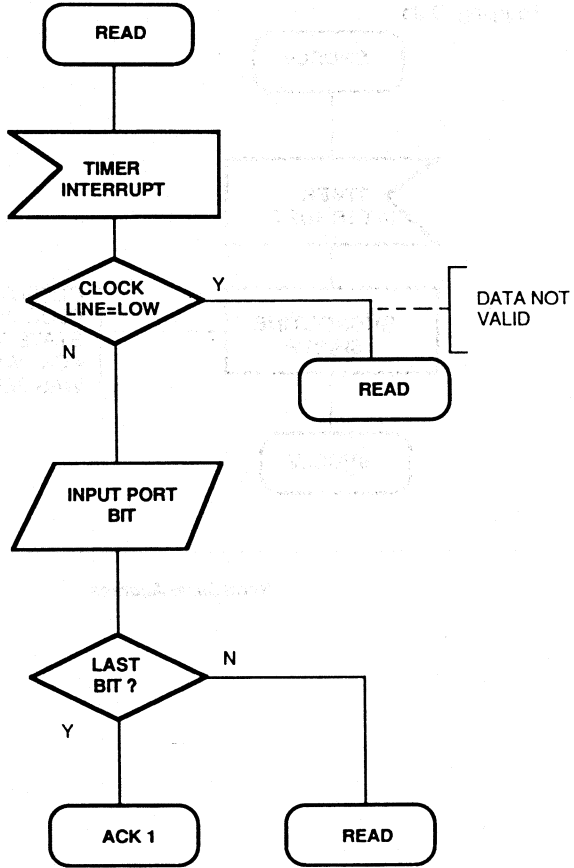 READ
TIMER
INTERRUPT
CLOCK
LINE=LOW
Y
N
DATA NOT
VALID
READ
INPUT PORT
BIT
LAST
BIT ?
N
Y
ACK 1
READ